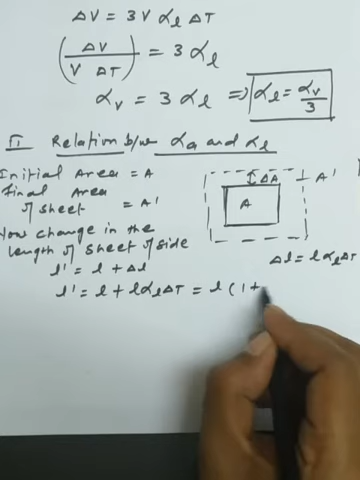 ΔV = 3V α_l ΔT
(ΔV / V ΔT) = 3 α_l
α_v = 3 α_l ⇒ α_l = α_v / 3
II Relation b/w α_a and α_l
Initial Area = A
Final Area
of sheet = A'
ΔA A'
A
Now change in the
length of sheet of side
l' = l + Δl
Δl = l α_l ΔT
l' = l + l α_l ΔT = l (1 +